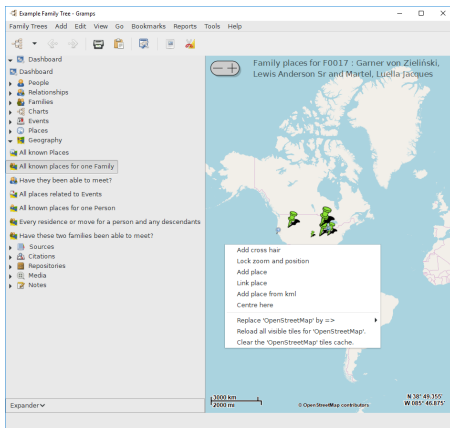 Example Family Tree - Gramps
Family Trees Add Edit View Go Bookmarks Reports Tools Help
Dashboard
Dashboard
People
Relationships
Families
Charts
Events
Places
Geography
All known Places
All known places for one Family
Have they been able to meet?
All places related to Events
All known places for one Person
Every residence or move for a person and any descendants
Have these two families been able to meet?
Sources
Citations
Repositories
Media
Notes
Expander
Family places for F0017 : Garner von Zieliński,
Lewis Anderson Sr and Martel, Luella Jacques
Add cross hair
Lock zoom and position
Add place
Link place
Add place from kml
Centre here
Replace 'OpenStreetMap' by =>
Reload all visible tiles for 'OpenStreetMap'.
Clear the 'OpenStreetMap' tiles cache.
3000 km
2000 mi
© OpenStreetMap contributors
N 38° 49.155'
W 085° 46.875'